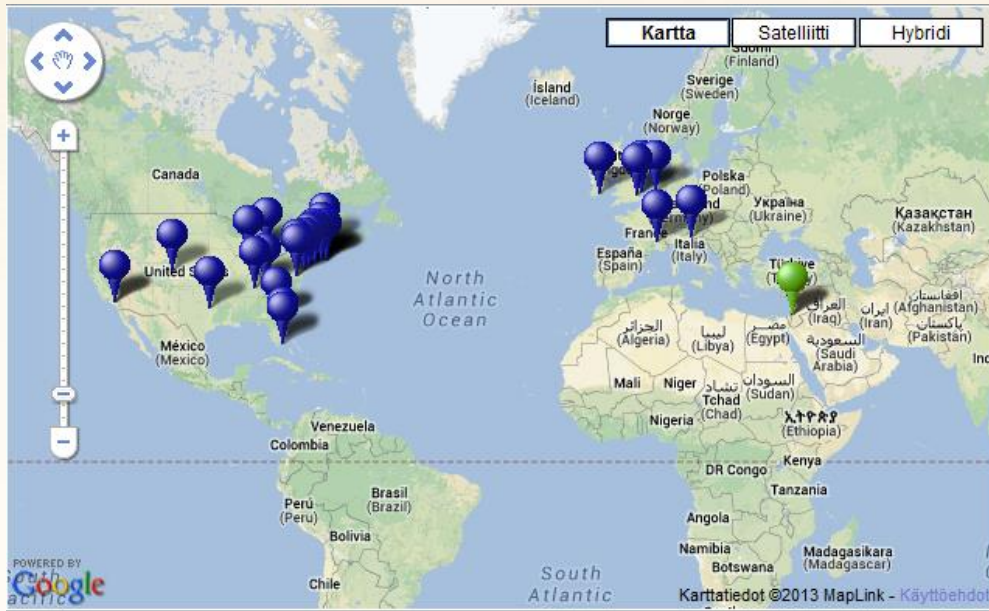 Kartta
Satelliitti
Hybridi
Suomi
(Finland)
Ísland
(Iceland)
Sverige
(Sweden)
Norge
(Norway)
Canada
Polska
(Poland)
Україна
(Ukraine)
Қазақстан
(Kazakhstan)
France
Italia
(Italy)
España
(Spain)
United
North
Atlantic
Ocean
العراق
(Iraq)
ایران
(Iran)
افغانستان
(Afghanistan)
پاکستان
(Pakistan)
México
(Mexico)
الجزائر
(Algeria)
ليبيا
(Libya)
مصر
(Egypt)
السعودية
(Saudi
Arabia)
Mali
Niger
تشاد
Tchad
(Chad)
السودان
(Sudan)
Nigeria
ኢትዮጵያ
(Ethiopia)
Venezuela
Colombia
DR Congo
Kenya
Tanzania
Perú
(Peru)
Brasil
(Brazil)
Bolivia
Angola
Namibia
Botswana
Madagasikara
(Madagascar)
Chile
South
Atlantic
POWERED BY
Google
Karttatiedot ©2013 MapLink - Käyttöehdot